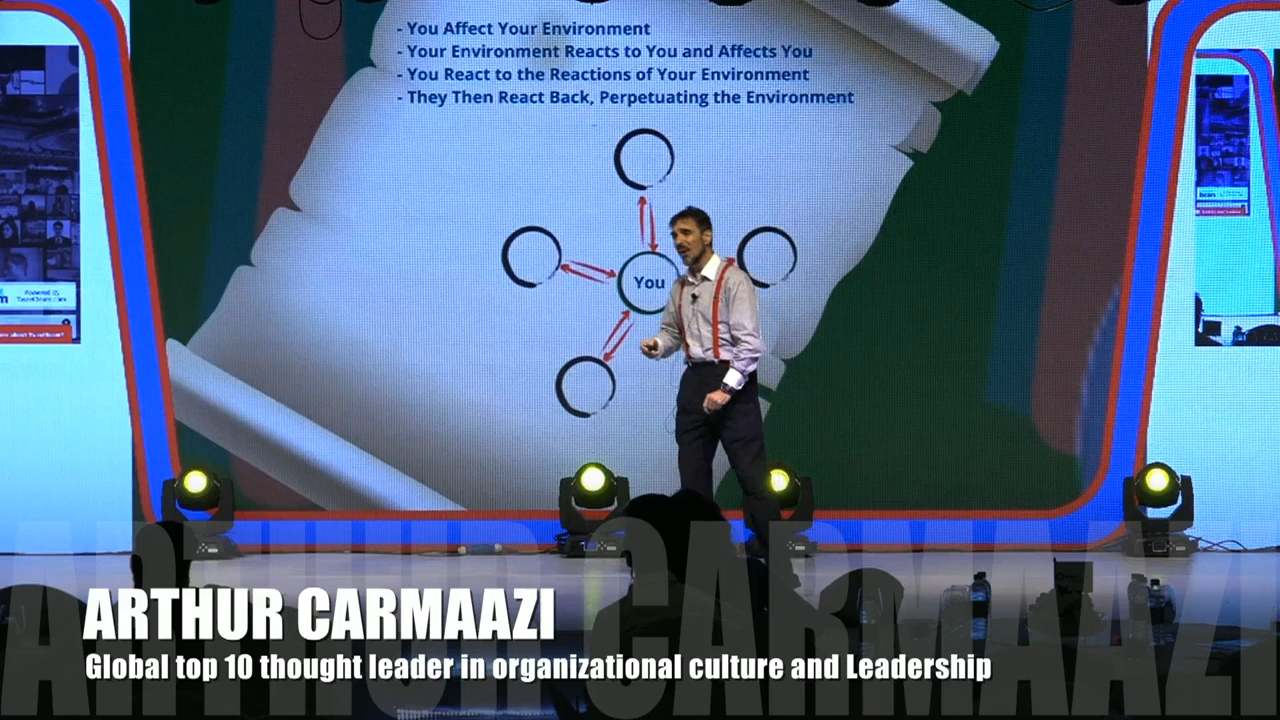 - You Affect Your Environment
- Your Environment Reacts to You and Affects You
- You React to the Reactions of Your Environment
- They Then React Back, Perpetuating the Environment
You
ARTHUR CARMAAZI
ARTHUR CARMAAZI
Global top 10 thought leader in organizational culture and Leadership